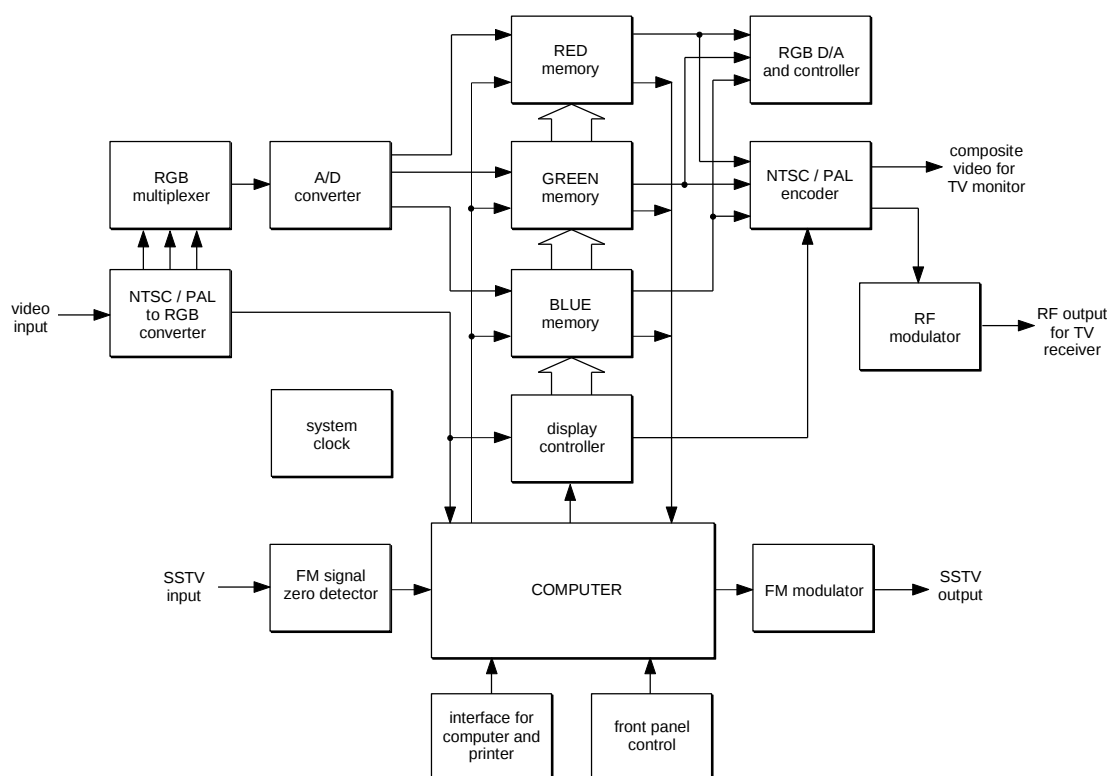 RED
memory
RGB D/A
and controller
RGB
multiplexer
A/D
converter
GREEN
memory
NTSC / PAL
encoder
composite
video for
TV monitor
video
input
NTSC / PAL
to RGB
converter
BLUE
memory
RF
modulator
RF output
for TV
receiver
system
clock
display
controller
SSTV
input
FM signal
zero detector
COMPUTER
FM modulator
SSTV
output
interface for
computer and
printer
front panel
control